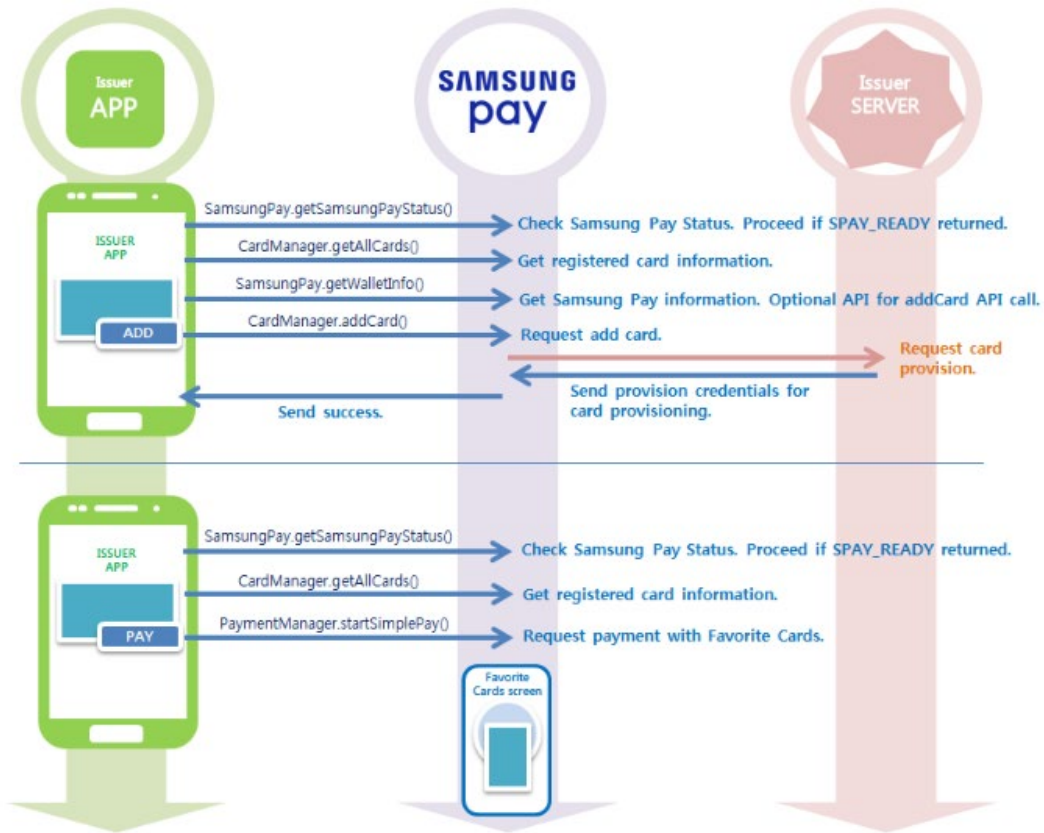 Issuer
APP
SAMSUNG
pay
Issuer
SERVER
SamsungPay.getSamsungPayStatus()
Check Samsung Pay Status. Proceed if SPAY_READY returned.
ISSUER
APP
CardManager.getAllCards()
Get registered card information.
SamsungPay.getWalletInfo()
Get Samsung Pay information. Optional API for addCard API call.
ADD
CardManager.addCard()
Request add card.
Request card
provision.
Send provision credentials for
card provisioning.
Send success.
SamsungPay.getSamsungPayStatus()
Check Samsung Pay Status. Proceed if SPAY_READY returned.
ISSUER
APP
CardManager.getAllCards()
Get registered card information.
PAY
PaymentManager.startSimplePay()
Request payment with Favorite Cards.
Favorite
Cards screen